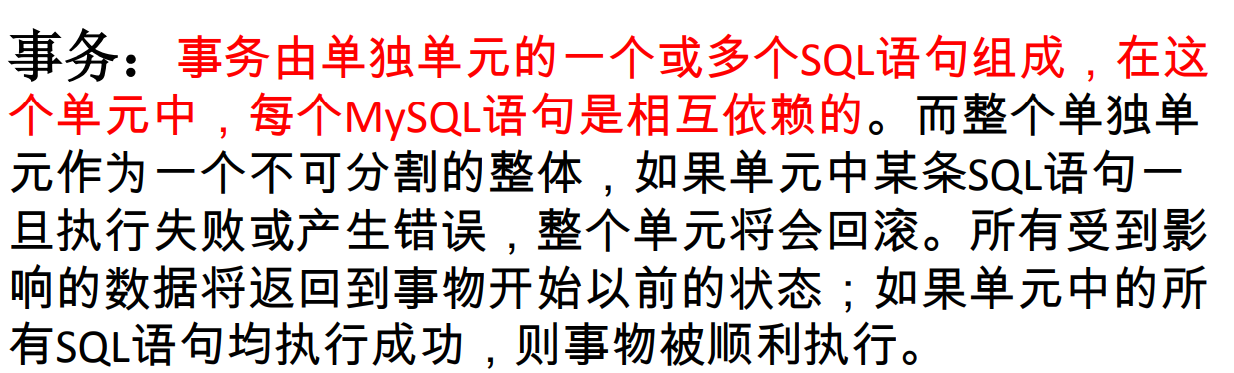 事务：事务由单独单元的一个或多个SQL语句组成，在这
个单元中，每个MySQL语句是相互依赖的。而整个单独单
元作为一个不可分割的整体，如果单元中某条SQL语句一
旦执行失败或产生错误，整个单元将会回滚。所有受到影
响的数据将返回到事物开始以前的状态；如果单元中的所
有SQL语句均执行成功，则事物被顺利执行。